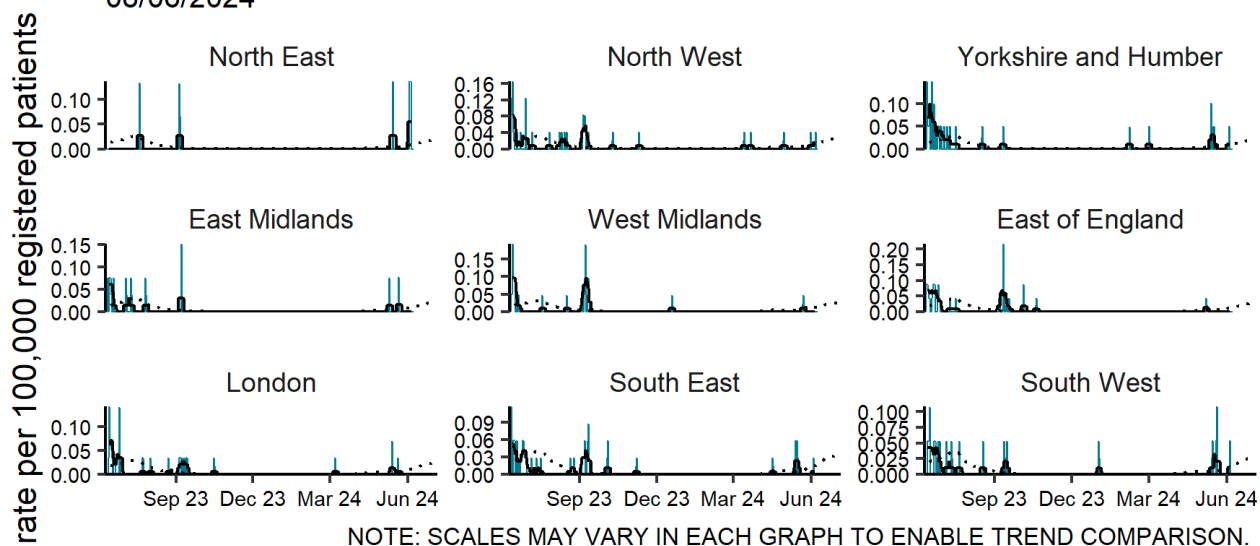 08/06/2024
rate per 100,000 registered patients
North East
North West
Yorkshire and Humber
0.10
0.05
0.00
0.16
0.12
0.08
0.04
0.00
0.10
0.05
0.00
East Midlands
West Midlands
East of England
0.15
0.10
0.05
0.00
0.15
0.10
0.05
0.00
0.20
0.15
0.10
0.05
0.00
London
South East
South West
0.10
0.05
0.00
0.09
0.06
0.03
0.00
0.100
0.075
0.050
0.025
0.000
Sep 23 Dec 23 Mar 24 Jun 24
Sep 23 Dec 23 Mar 24 Jun 24
Sep 23 Dec 23 Mar 24 Jun 24
NOTE: SCALES MAY VARY IN EACH GRAPH TO ENABLE TREND COMPARISON.